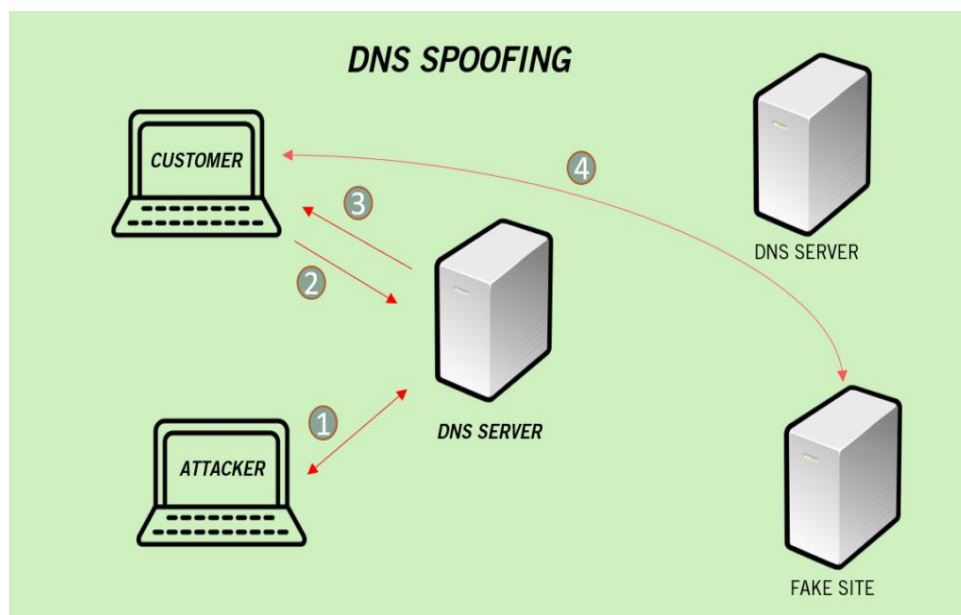 DNS SPOOFING
CUSTOMER
4
3
DNS SERVER
2
1
DNS SERVER
ATTACKER
FAKE SITE